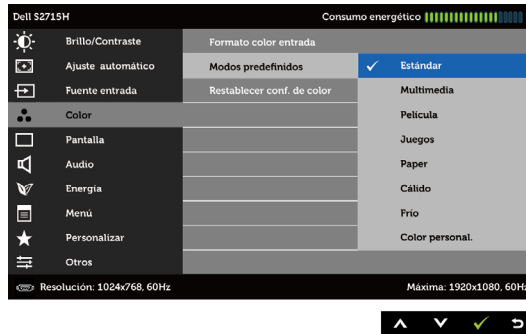 Dell S2715H Consumo energético
Brillo/Contraste Formato color entrada
Ajuste automático Modos predefinidos Estándar
Fuente entrada Restablecer conf. de color Multimedia
Color Película
Pantalla Juegos
Audio Paper
Energía Cálido
Menú Frío
Personalizar Color personal.
Otros
Resolución: 1024x768, 60Hz Máxima: 1920x1080, 60Hz